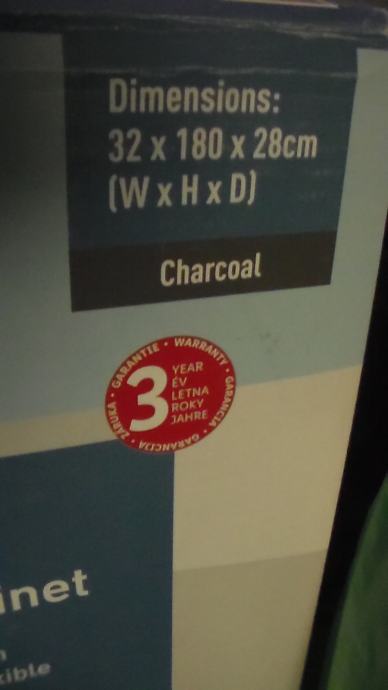 Dimensions:
32 x 180 x 28cm
(W x H x D)
Charcoal
GARANTIE • WARRANTY • GARANCIA • GARANCIJA • ZÁRUKA •
3
YEAR
ÉV
LETNA
ROKY
JAHRE
inet
xible